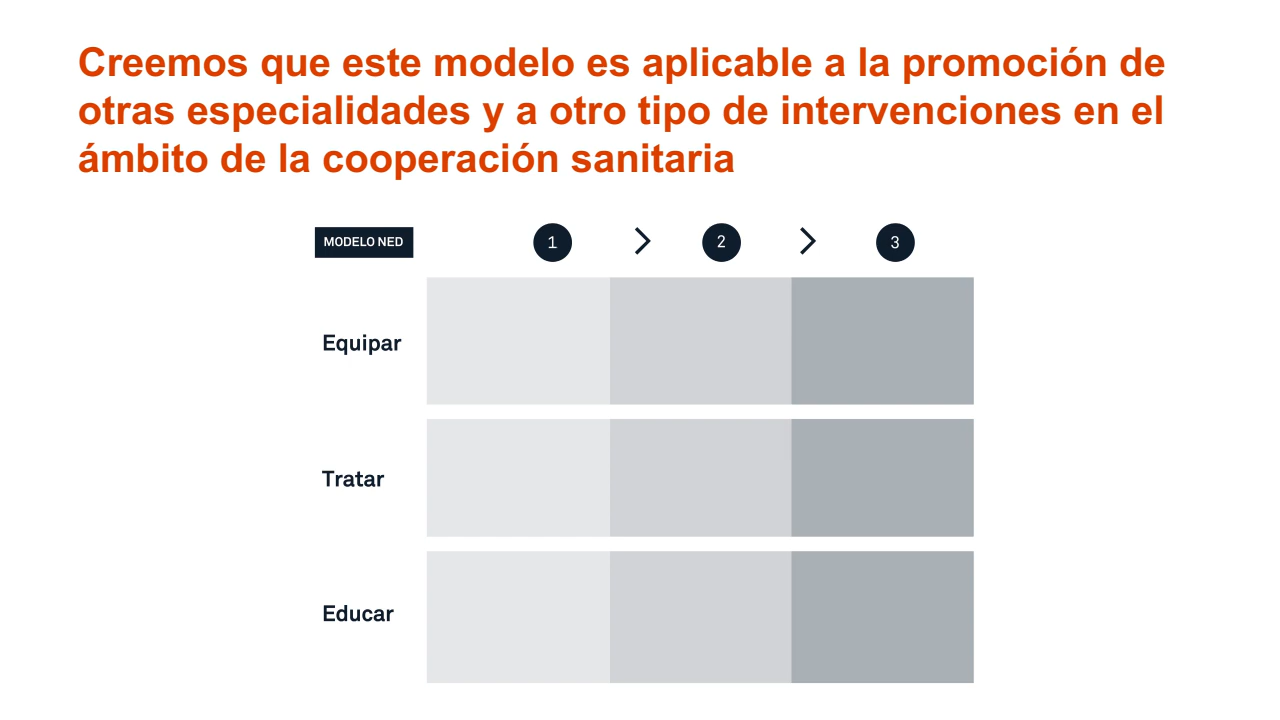 Creemos que este modelo es aplicable a la promoción de
otras especialidades y a otro tipo de intervenciones en el
ámbito de la cooperación sanitaria
MODELO NED 1 > 2 > 3
Equipar
Tratar
Educar